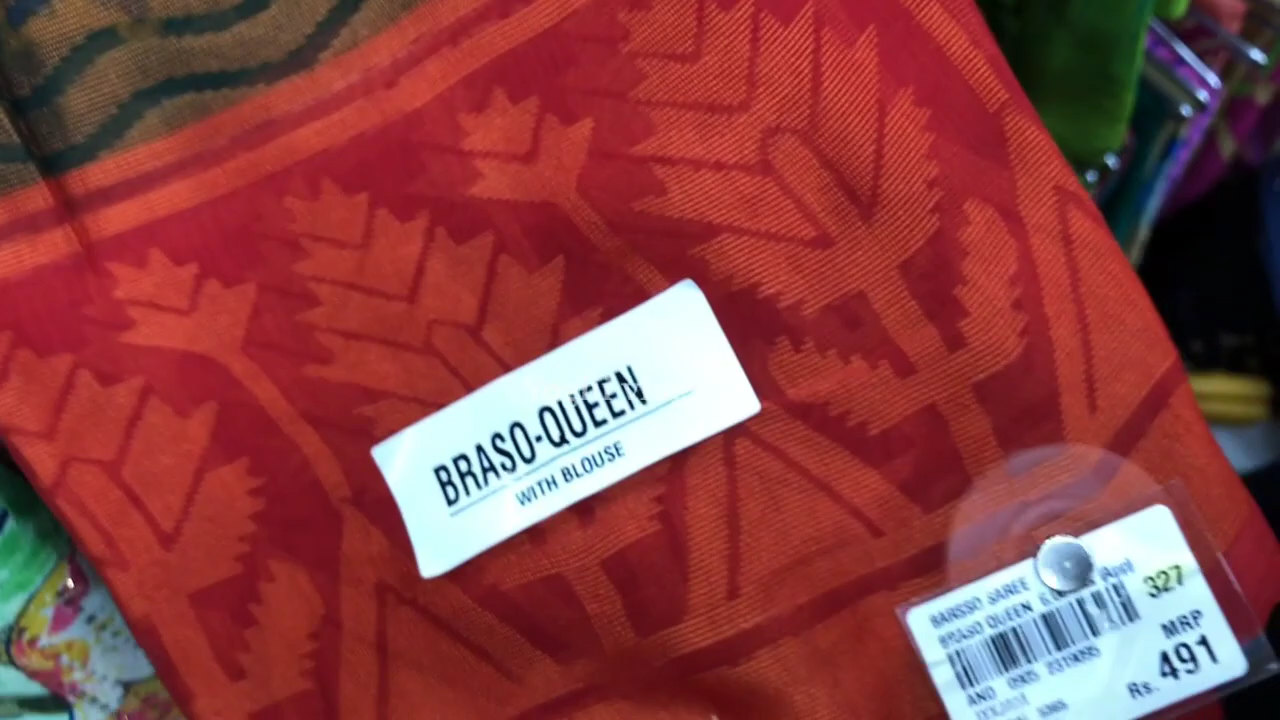 BRASO-QUEEN
WITH BLOUSE
BARSSO SAREE
BRASO QUEEN
327
MRP
Rs. 491